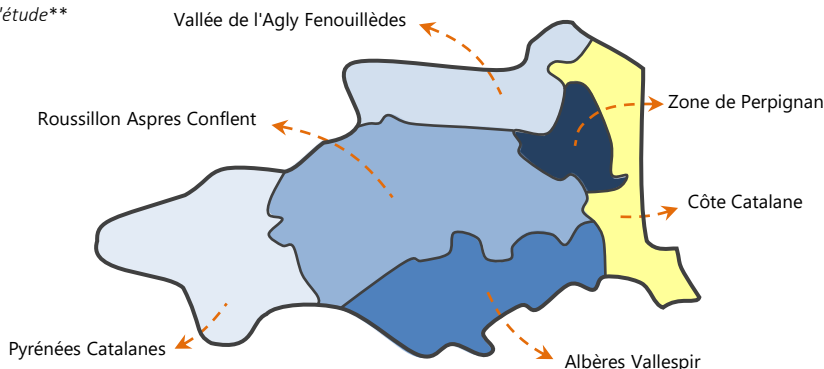 'étude**
Vallée de l'Agly Fenouillèdes
Zone de Perpignan
Roussillon Aspres Conflent
Côte Catalane
Pyrénées Catalanes
Albères Vallespir